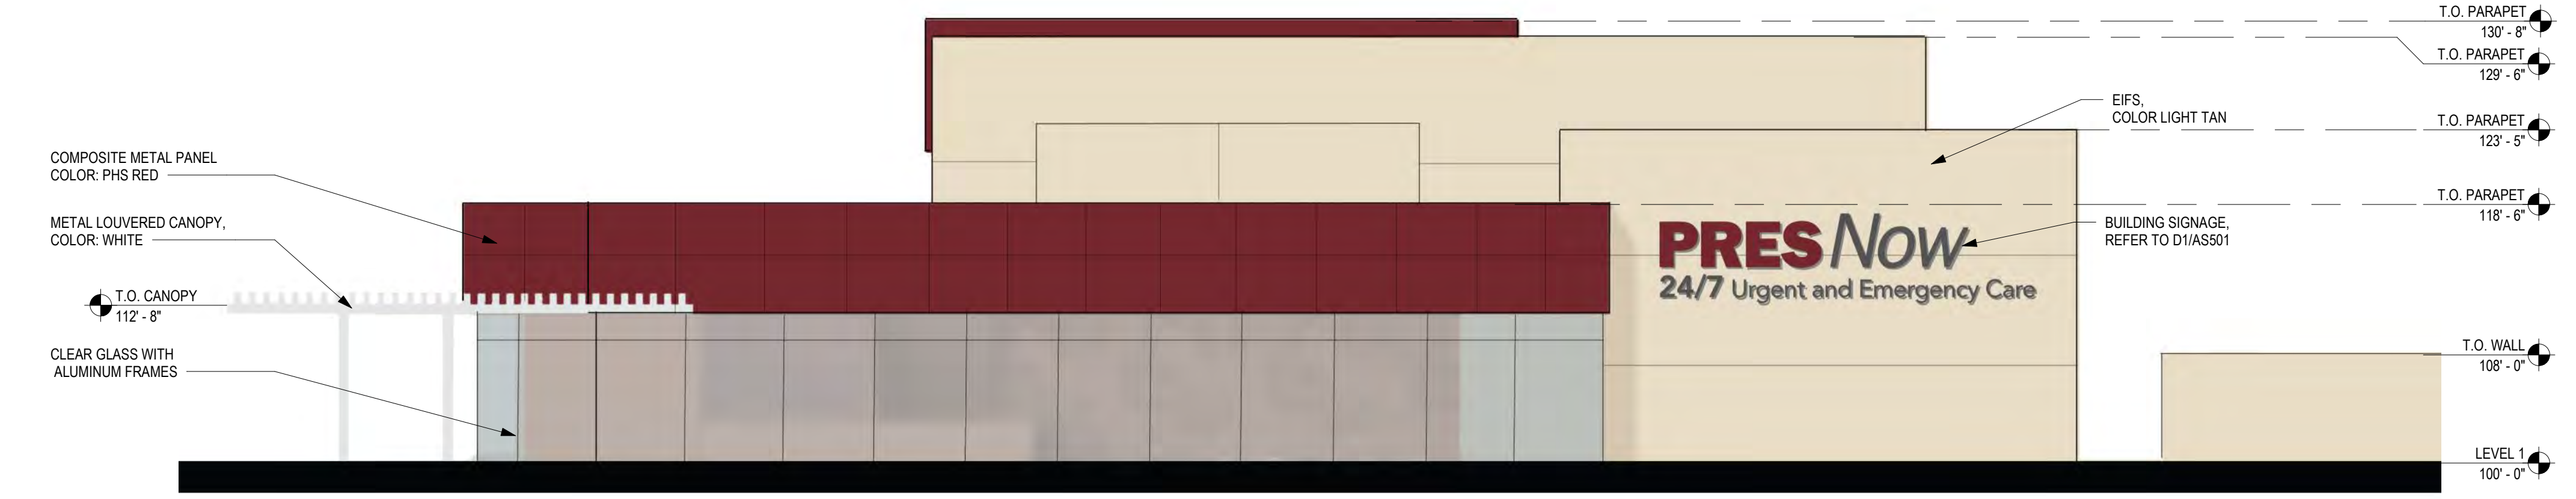 COMPOSITE METAL PANEL
COLOR: PHS RED
METAL LOUVERED CANOPY,
COLOR: WHITE
T.O. CANOPY
112' - 8"
CLEAR GLASS WITH
ALUMINUM FRAMES
PRES Now
24/7 Urgent and Emergency Care
EIFS,
COLOR LIGHT TAN
BUILDING SIGNAGE,
REFER TO D1/AS501
T.O. PARAPET
130' - 8"
T.O. PARAPET
129' - 6"
T.O. PARAPET
123' - 5"
T.O. PARAPET
118' - 6"
T.O. WALL
108' - 0"
LEVEL 1
100' - 0"